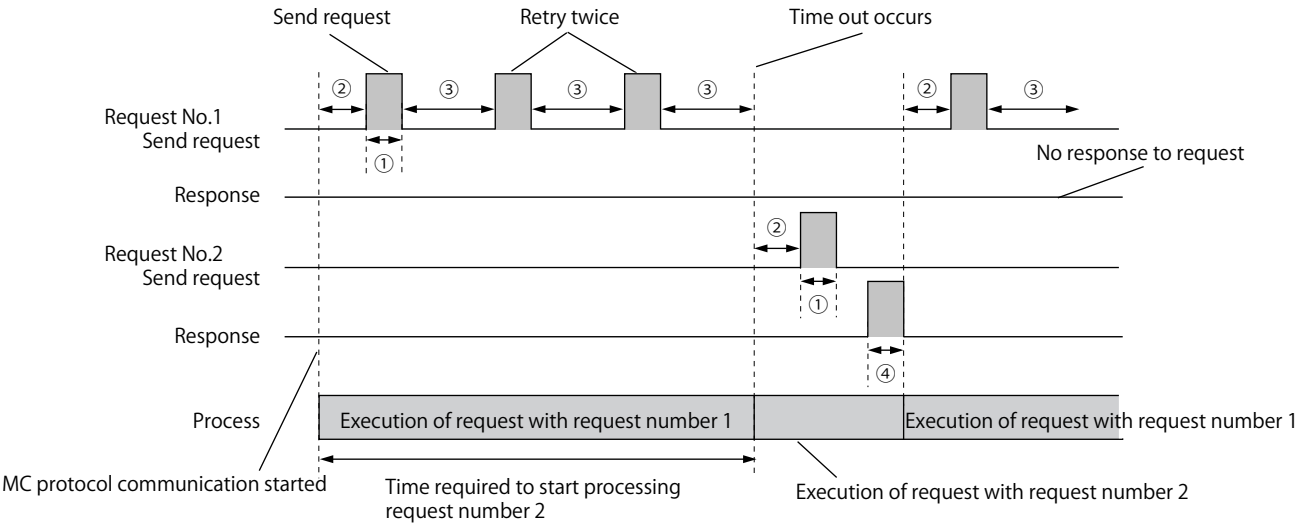 Send request
Retry twice
Time out occurs
② ③ ③ ③ ② ③
Request No.1
Send request
①
No response to request
Response
②
Request No.2
Send request
①
Response
④
Process
Execution of request with request number 1
Execution of request with request number 1
MC protocol communication started
Time required to start processing
request number 2
Execution of request with request number 2